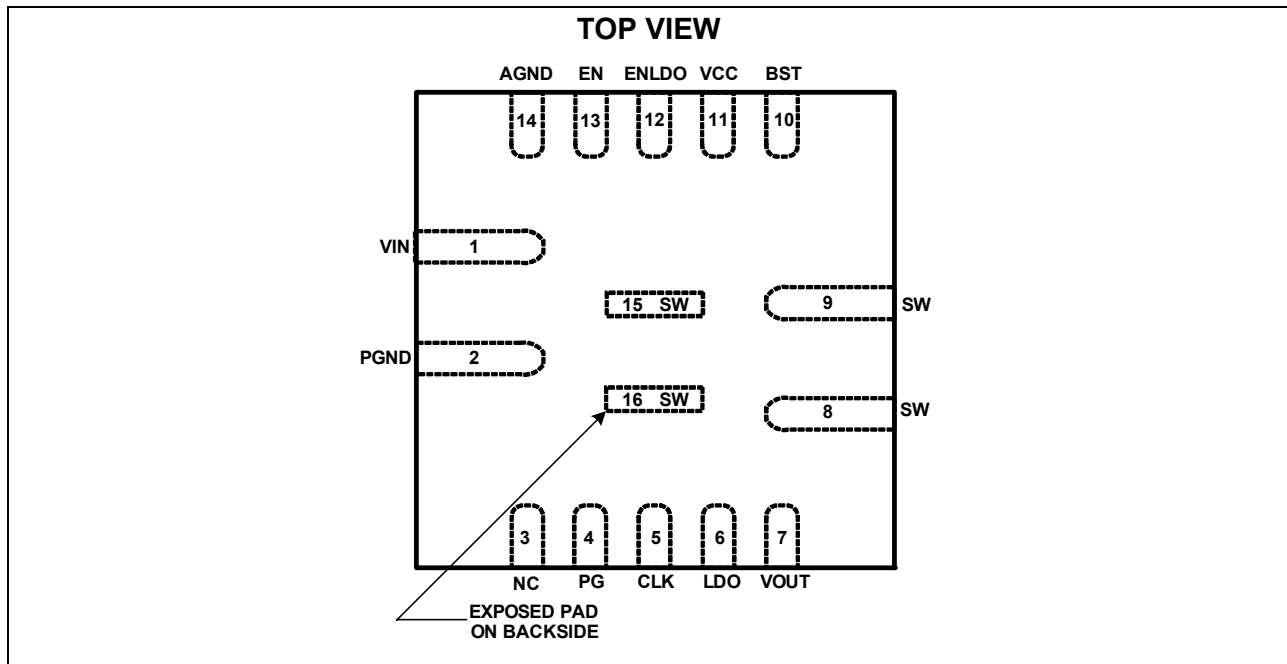 TOP VIEW
AGND EN ENLDO VCC BST
14 13 12 11 10
VIN 1
15 SW 9 SW
PGND 2
16 SW 8 SW
3 4 5 6 7
NC PG CLK LDO VOUT
EXPOSED PAD
ON BACKSIDE